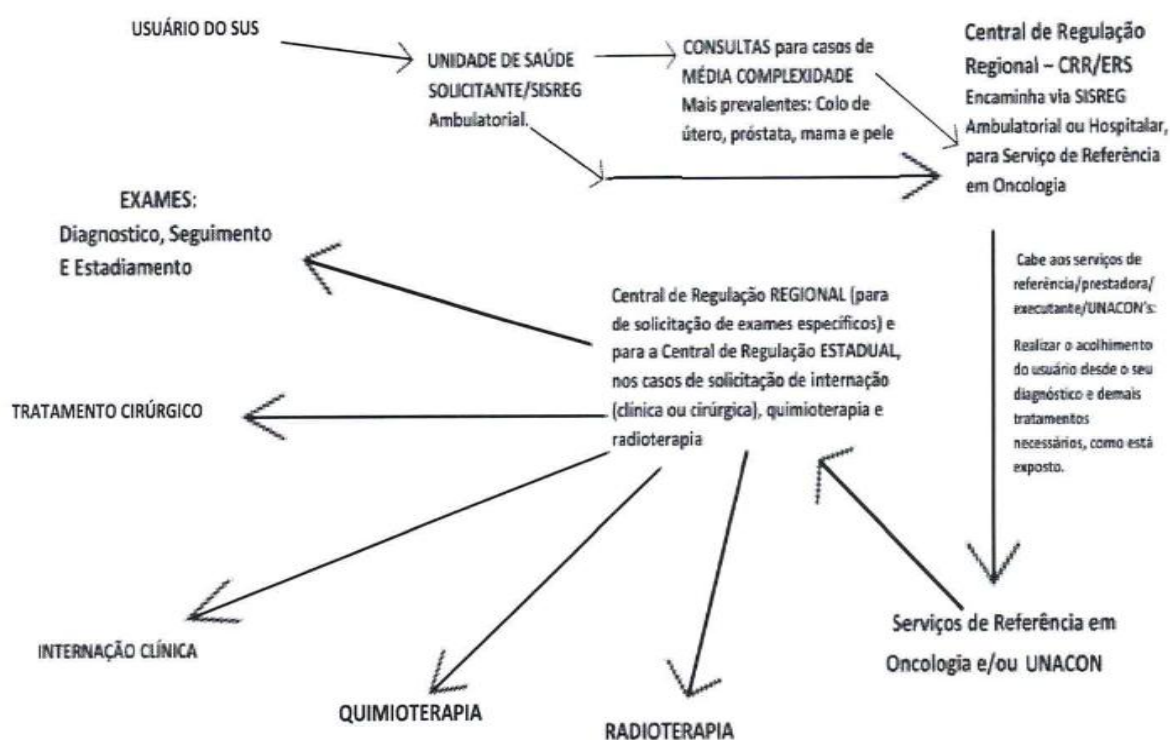 USUÁRIO DO SUS
UNIDADE DE SAÚDE
SOLICITANTE/SISREG
Ambulatorial.
CONSULTAS para casos de
MÉDIA COMPLEXIDADE
Mais prevalentes: Colo de
útero, próstata, mama e pele
Central de Regulação
Regional – CRR/ERS
Encaminha via SISREG
Ambulatorial ou Hospitalar,
para Serviço de Referência
em Oncologia
EXAMES:
Diagnostico, Seguimento
E Estadiamento
Cabe aos serviços de
referência/prestadora/
executante/UNACON's:
Realizar o acolhimento
do usuário desde o seu
diagnóstico e demais
tratamentos
necessários, como está
exposto.
Central de Regulação REGIONAL (para
de solicitação de exames específicos) e
para a Central de Regulação ESTADUAL,
nos casos de solicitação de internação
(clínica ou cirúrgica), quimioterapia e
radioterapia
TRATAMENTO CIRÚRGICO
Serviços de Referência em
Oncologia e/ou UNACON
INTERNAÇÃO CLÍNICA
QUIMIOTERAPIA
RADIOTERAPIA